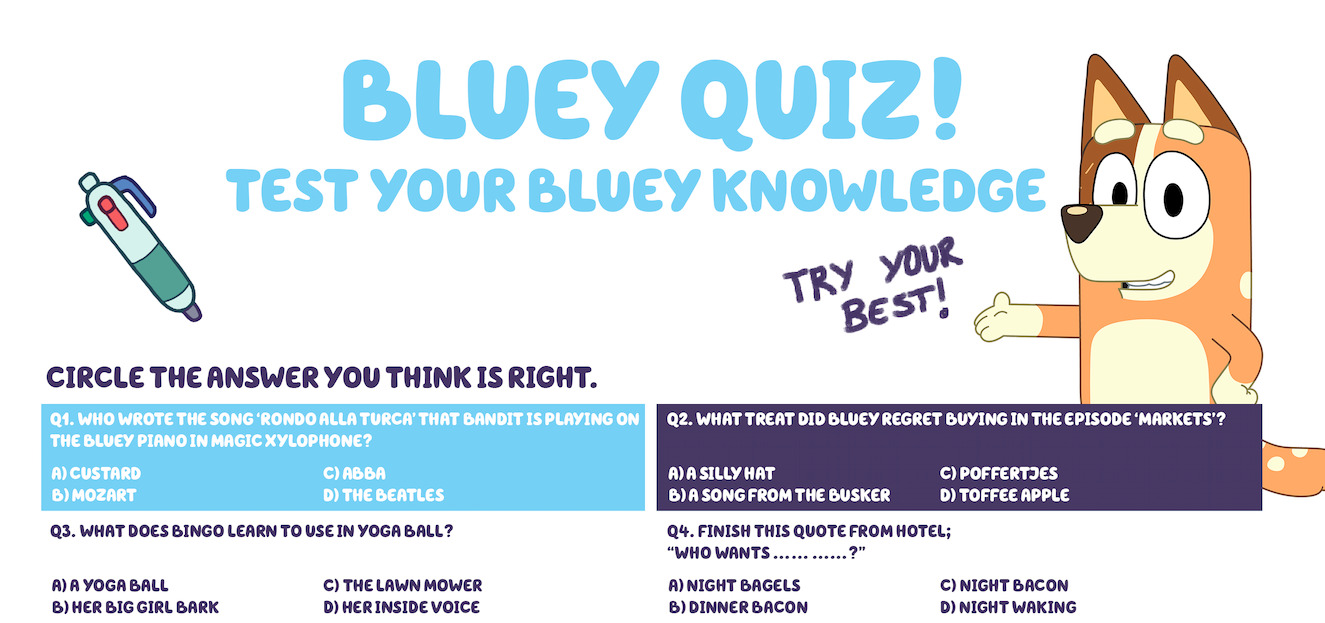 BLUEY QUIZ!
TEST YOUR BLUEY KNOWLEDGE
TRY YOUR
BEST!
CIRCLE THE ANSWER YOU THINK IS RIGHT.
Q1. WHO WROTE THE SONG ‘RONDO ALLA TURCA’ THAT BANDIT IS PLAYING ON
THE BLUEY PIANO IN MAGIC XYLOPHONE?
A) CUSTARD
C) ABBA
B) MOZART
D) THE BEATLES
Q2. WHAT TREAT DID BLUEY REGRET BUYING IN THE EPISODE ‘MARKETS’?
A) A SILLY HAT
C) POFFERTJES
B) A SONG FROM THE BUSKER
D) TOFFEE APPLE
Q3. WHAT DOES BINGO LEARN TO USE IN YOGA BALL?
A) A YOGA BALL
C) THE LAWN MOWER
B) HER BIG GIRL BARK
D) HER INSIDE VOICE
Q4. FINISH THIS QUOTE FROM HOTEL;
“WHO WANTS ...... ......?”
A) NIGHT BAGELS
C) NIGHT BACON
B) DINNER BACON
D) NIGHT WAKING